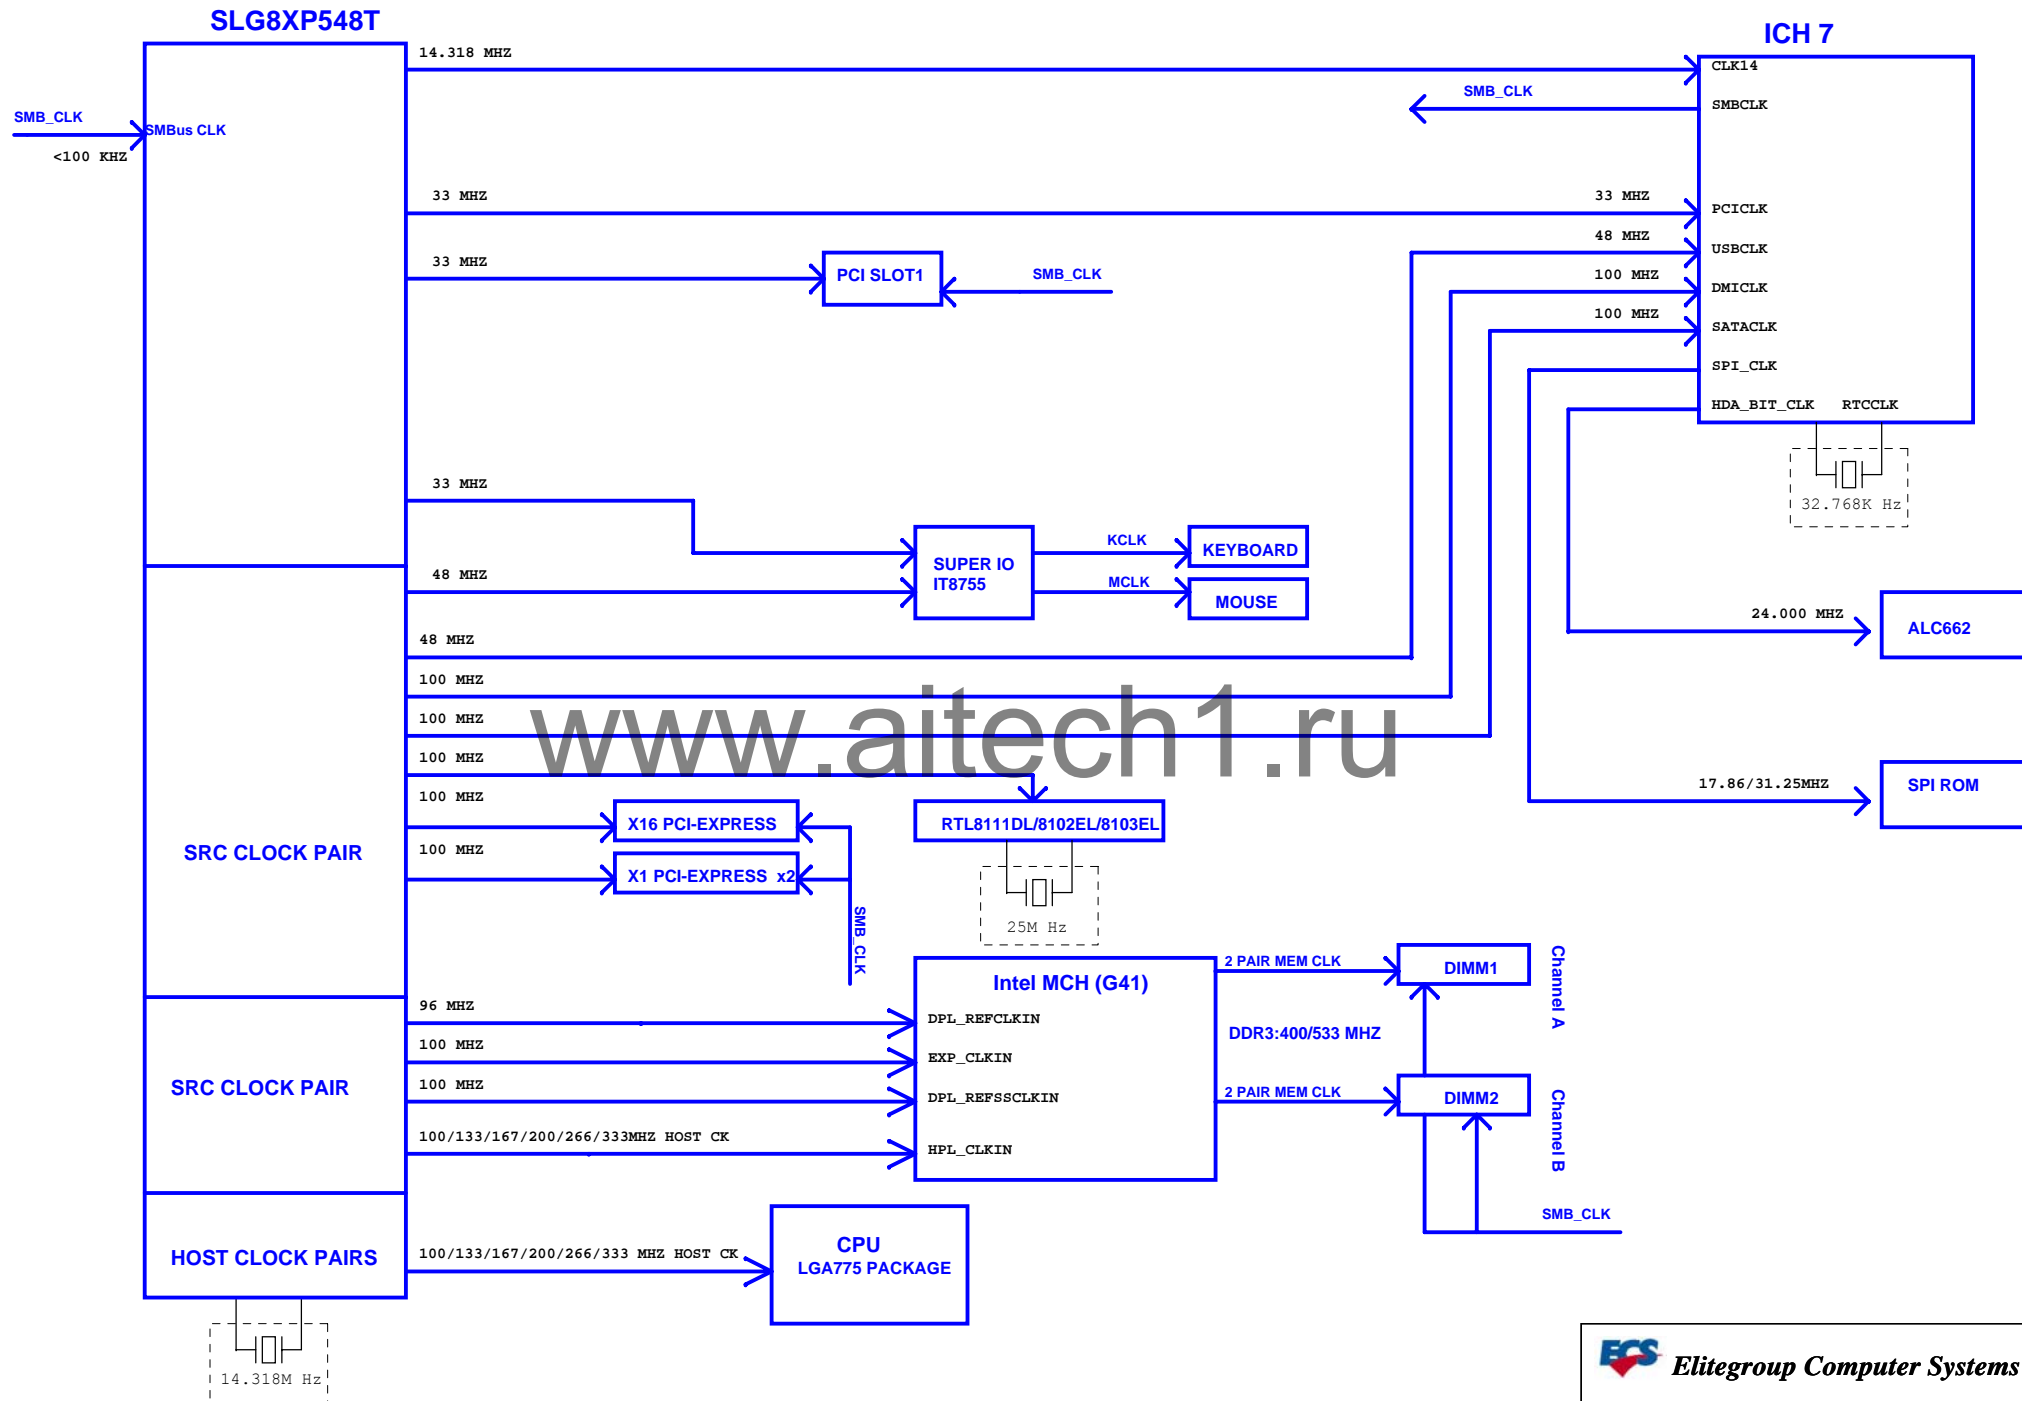 SLG8XP548T
ICH 7
14.318 MHZ
CLK14
SMB_CLK
SMBCLK
SMB_CLK
SMBus CLK
<100 KHZ
33 MHZ
33 MHZ
PCICLK
48 MHZ
USBCLK
33 MHZ
PCI SLOT1
SMB_CLK
100 MHZ
DMICLK
100 MHZ
SATACLK
SPI_CLK
HDA_BIT_CLK
RTCCLK
32.768K Hz
33 MHZ
SUPER IO
IT8755
KCLK
KEYBOARD
MCLK
MOUSE
48 MHZ
24.000 MHZ
ALC662
48 MHZ
100 MHZ
100 MHZ
www.aitech1.ru
100 MHZ
17.86/31.25MHZ
SPI ROM
100 MHZ
X16 PCI-EXPRESS
RTL8111DL/8102EL/8103EL
SRC CLOCK PAIR
100 MHZ
X1 PCI-EXPRESS x2
SMB_CLK
25M Hz
Intel MCH (G41)
2 PAIR MEM CLK
DIMM1
Channel A
96 MHZ
DPL_REFCLKIN
DDR3:400/533 MHZ
100 MHZ
EXP_CLKIN
SRC CLOCK PAIR
100 MHZ
DPL_REFSSCLKIN
2 PAIR MEM CLK
DIMM2
Channel B
100/133/167/200/266/333MHZ HOST CK
HPL_CLKIN
SMB_CLK
HOST CLOCK PAIRS
100/133/167/200/266/333 MHZ HOST CK
CPU
LGA775 PACKAGE
14.318M Hz
ECS
Elitegroup Computer Systems